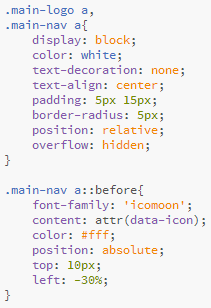 .main-logo a,
.main-nav a{
display: block;
color: white;
text-decoration: none;
text-align: center;
padding: 5px 15px;
border-radius: 5px;
position: relative;
overflow: hidden;
}
.main-nav a::before{
font-family: 'icomoon';
content: attr(data-icon);
color: #fff;
position: absolute;
top: 10px;
left: -30%;
}